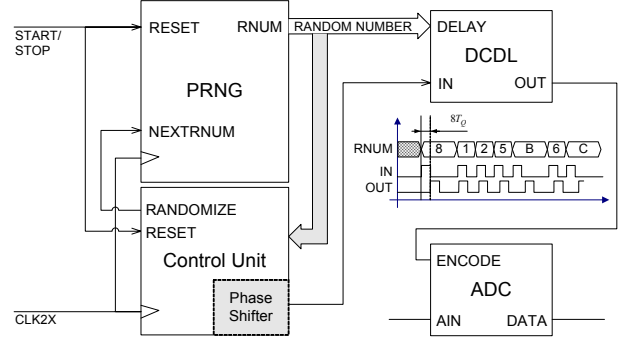 START/
STOP
RESET
RNUM
RANDOM NUMBER
DELAY
DCDL
IN
OUT
PRNG
NEXTRNUM
8T_Q
RNUM
8 1 2 5 B 6 C
IN
OUT
RANDOMIZE
RESET
Control Unit
Phase
Shifter
CLK2X
ENCODE
ADC
AIN
DATA